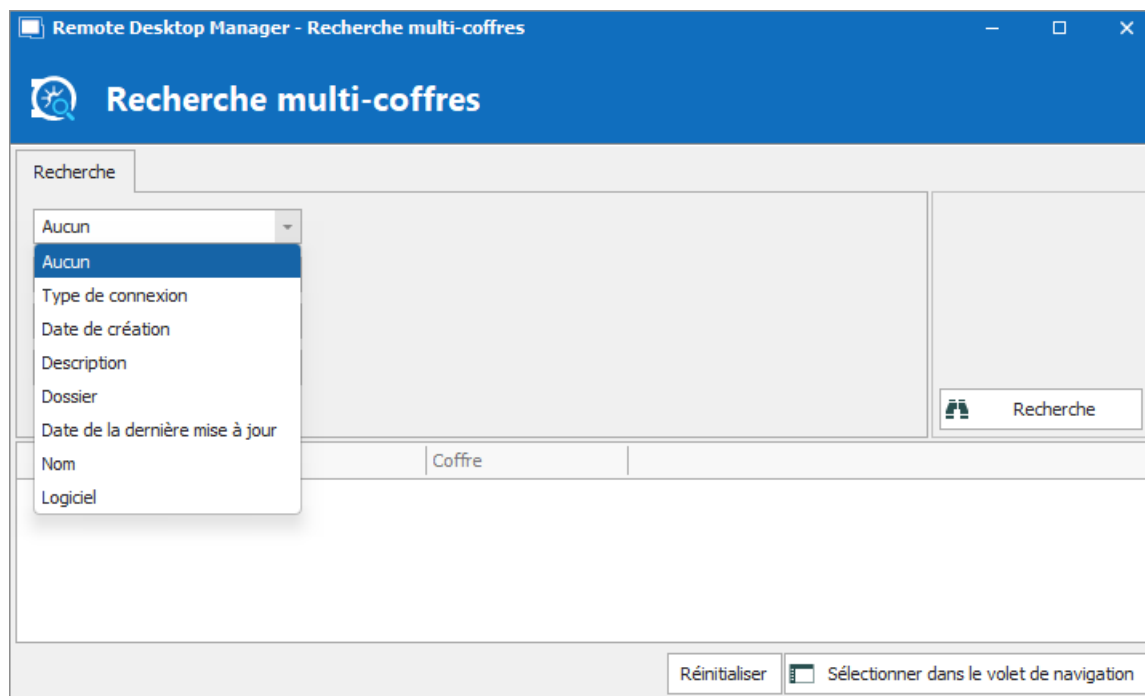 Remote Desktop Manager - Recherche multi-coffres
Recherche multi-coffres
Recherche
Aucun
Aucun
Type de connexion
Date de création
Description
Dossier
Date de la dernière mise à jour
Nom
Logiciel
Recherche
Coffre
Réinitialiser
Sélectionner dans le volet de navigation